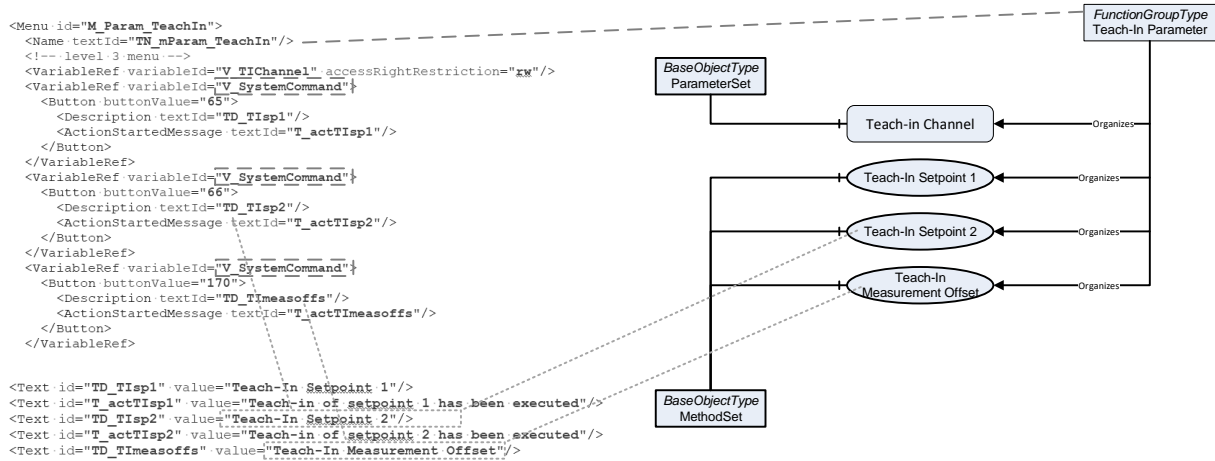 <Menu id="M_Param_TeachIn">
<Name textId="TN_mParam_TeachIn"/>
<!-- level 3 menu -->
<VariableRef variableId="V_TIChannel" accessRightRestriction="rw"/>
<VariableRef variableId="V_SystemCommand">
<Button buttonValue="65">
<Description textId="TD_TIsp1"/>
<ActionStartedMessage textId="T_actTIsp1"/>
</Button>
</VariableRef>
<VariableRef variableId="V_SystemCommand">
<Button buttonValue="66">
<Description textId="TD_TIsp2"/>
<ActionStartedMessage textId="T_actTIsp2"/>
</Button>
</VariableRef>
<VariableRef variableId="V_SystemCommand">
<Button buttonValue="170">
<Description textId="TD_TImeasoffs"/>
<ActionStartedMessage textId="T_actTImeasoffs"/>
</Button>
</VariableRef>
<Text id="TD_TIsp1" value="Teach-In Setpoint 1"/>
<Text id="T_actTIsp1" value="Teach-in of setpoint 1 has been executed"/>
<Text id="TD_TIsp2" value="Teach-In Setpoint 2"/>
<Text id="T_actTIsp2" value="Teach-in of setpoint 2 has been executed"/>
<Text id="TD_TImeasoffs" value="Teach-In Measurement Offset"/>
FunctionGroupType
Teach-In Parameter
BaseObjectType
ParameterSet
Teach-in Channel
Organizes
Teach-In Setpoint 1
Organizes
Teach-In Setpoint 2
Organizes
Teach-In
Measurement Offset
Organizes
BaseObjectType
MethodSet